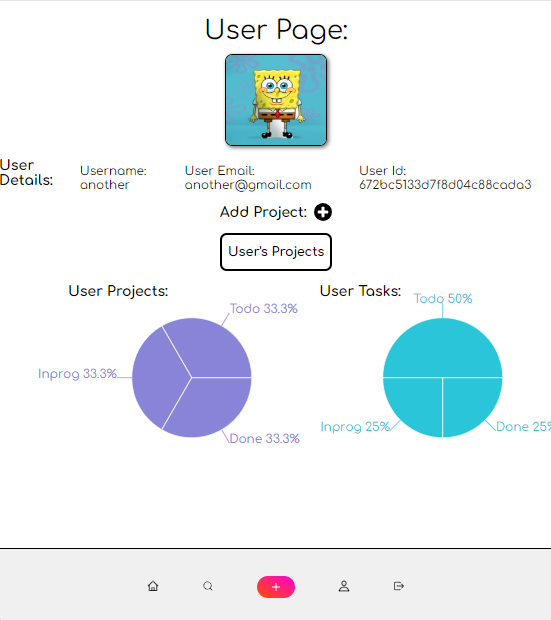 User Page:
User
Details:
Username:
another
User Email:
another@gmail.com
User Id:
672bc5133d7f8d04c88cada3
Add Project:
User's Projects
User Projects:
Todo 33.3%
Inprog 33.3%
Done 33.3%
User Tasks:
Todo 50%
Inprog 25%
Done 25%